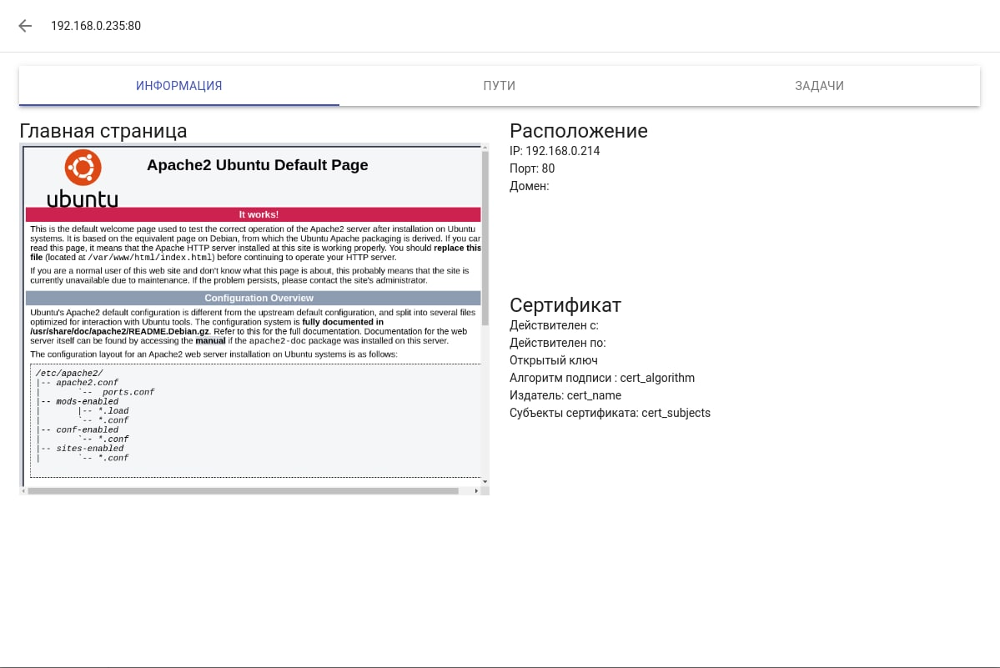 192.168.0.235:80
ИНФОРМАЦИЯ
ПУТИ
ЗАДАЧИ
Главная страница
ubuntu
Apache2 Ubuntu Default Page
It works!
This is the default welcome page used to test the correct operation of the Apache2 server after installation on Ubuntu
systems. It is based on the equivalent page on Debian, from which the Ubuntu Apache packaging is derived. If you can
read this page, it means that the Apache HTTP server installed at this site is working properly. You should replace this
file (located at /var/www/html/index.html) before continuing to operate your HTTP server.
If you are a normal user of this web site and don't know what this page is about, this probably means that the site is
currently unavailable due to maintenance. If the problem persists, please contact the site's administrator.
Configuration Overview
Ubuntu's Apache2 default configuration is different from the upstream default configuration, and split into several files
optimized for interaction with Ubuntu tools. The configuration system is fully documented in
/usr/share/doc/apache2/README.Debian.gz. Refer to this for the full documentation. Documentation for the web
server itself can be found by accessing the manual if the apache2-doc package was installed on this server.
The configuration layout for an Apache2 web server installation on Ubuntu systems is as follows:
/etc/apache2/
|-- apache2.conf
|       `--  ports.conf
|-- mods-enabled
|       |-- *.load
|       `-- *.conf
|-- conf-enabled
|       `-- *.conf
|-- sites-enabled
|       `-- *.conf
Расположение
IP: 192.168.0.214
Порт: 80
Домен:
Сертификат
Действителен с:
Действителен по:
Открытый ключ
Алгоритм подписи : cert_algorithm
Издатель: cert_name
Субъекты сертификата: cert_subjects